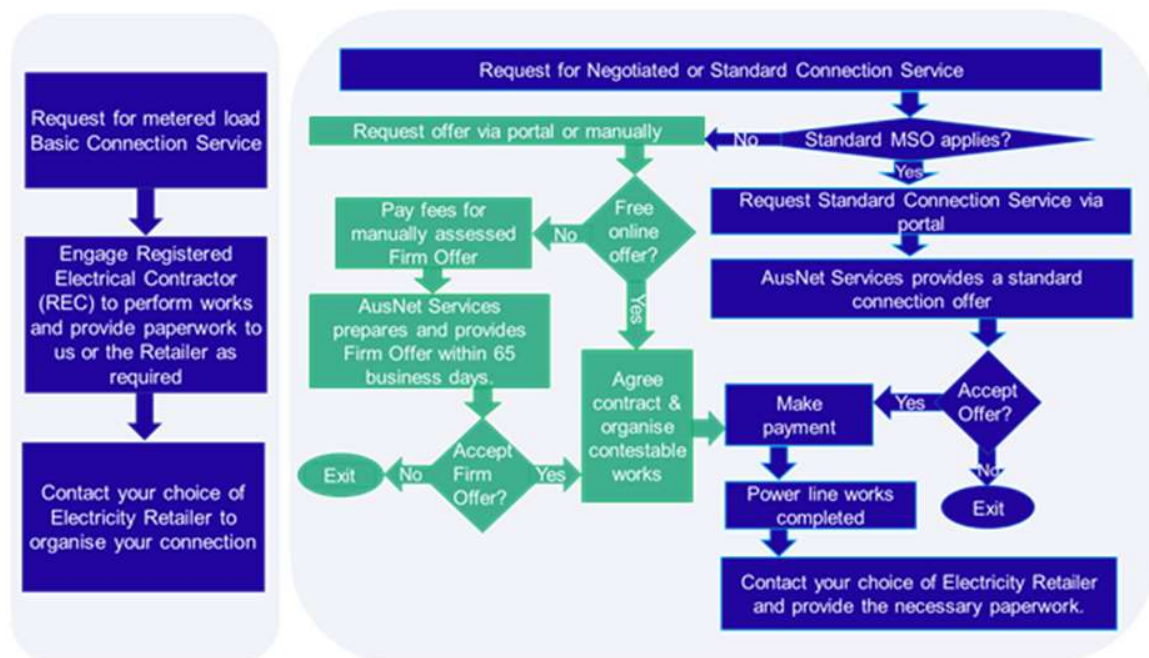 Request for metered load
Basic Connection Service
Engage Registered
Electrical Contractor
(REC) to perform works
and provide paperwork to
us or the Retailer as
required
Contact your choice of
Electricity Retailer to
organise your connection
Request for Negotiated or Standard Connection Service
Standard MSO applies?
No
Yes
Request offer via portal or manually
Free
online
offer?
No
Yes
Pay fees for
manually assessed
Firm Offer
AusNet Services
prepares and provides
Firm Offer within 65
business days.
Accept
Firm
Offer?
No
Exit
Yes
Agree
contract &
organise
contestable
works
Request Standard Connection Service via
portal
AusNet Services provides a standard
connection offer
Accept
Offer?
Yes
No
Exit
Make
payment
Power line works
completed
Contact your choice of Electricity Retailer
and provide the necessary paperwork.